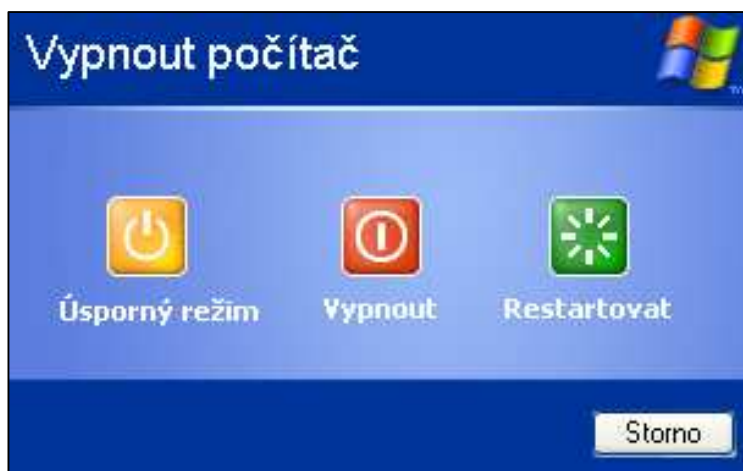 Vypnout počítač
Úsporný režim
Vypnout
Restartovat
Storno